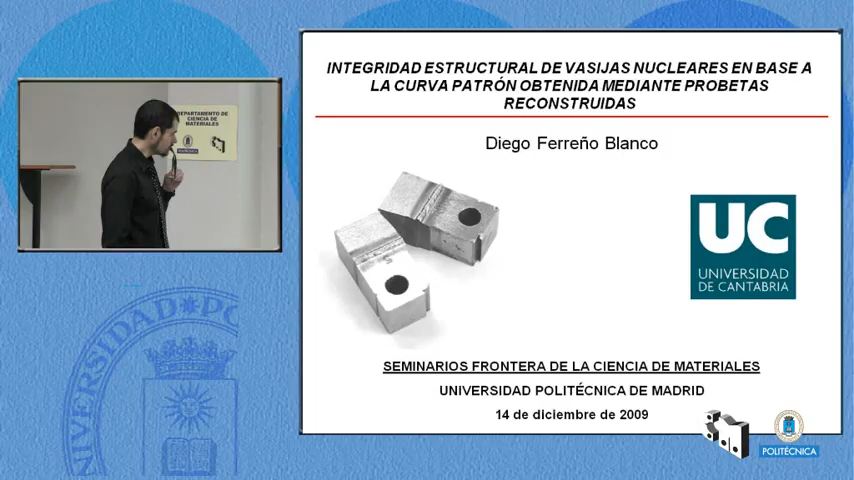 DEPARTAMENTO DE
CIENCIA DE
MATERIALES
POLITÉCNICA
INTEGRIDAD ESTRUCTURAL DE VASIJAS NUCLEARES EN BASE A
LA CURVA PATRÓN OBTENIDA MEDIANTE PROBETAS
RECONSTRUIDAS
Diego Ferreño Blanco
UC
UNIVERSIDAD
DE CANTABRIA
SEMINARIOS FRONTERA DE LA CIENCIA DE MATERIALES
UNIVERSIDAD POLITÉCNICA DE MADRID
14 de diciembre de 2009
POLITÉCNICA